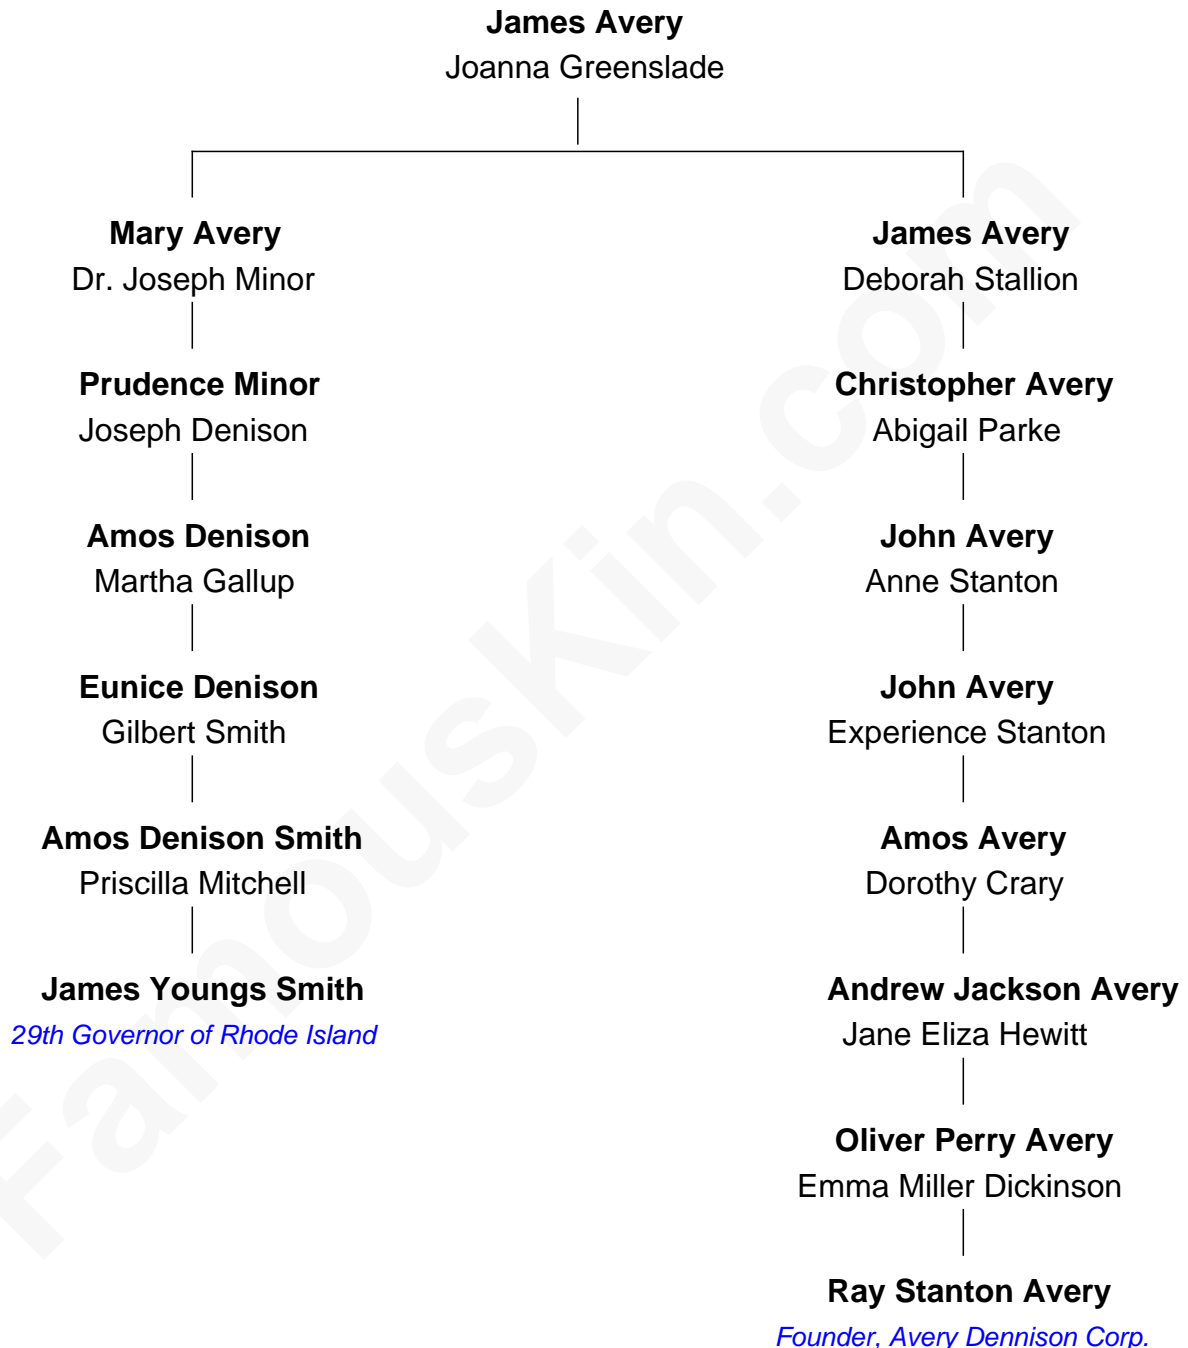 James Avery
Joanna Greenslade
Mary Avery
Dr. Joseph Minor
Prudence Minor
Joseph Denison
Amos Denison
Martha Gallup
Eunice Denison
Gilbert Smith
Amos Denison Smith
Priscilla Mitchell
James Youngs Smith
29th Governor of Rhode Island
James Avery
Deborah Stallion
Christopher Avery
Abigail Parke
John Avery
Anne Stanton
John Avery
Experience Stanton
Amos Avery
Dorothy Crary
Andrew Jackson Avery
Jane Eliza Hewitt
Oliver Perry Avery
Emma Miller Dickinson
Ray Stanton Avery
Founder, Avery Dennison Corp.
FamousKin.com